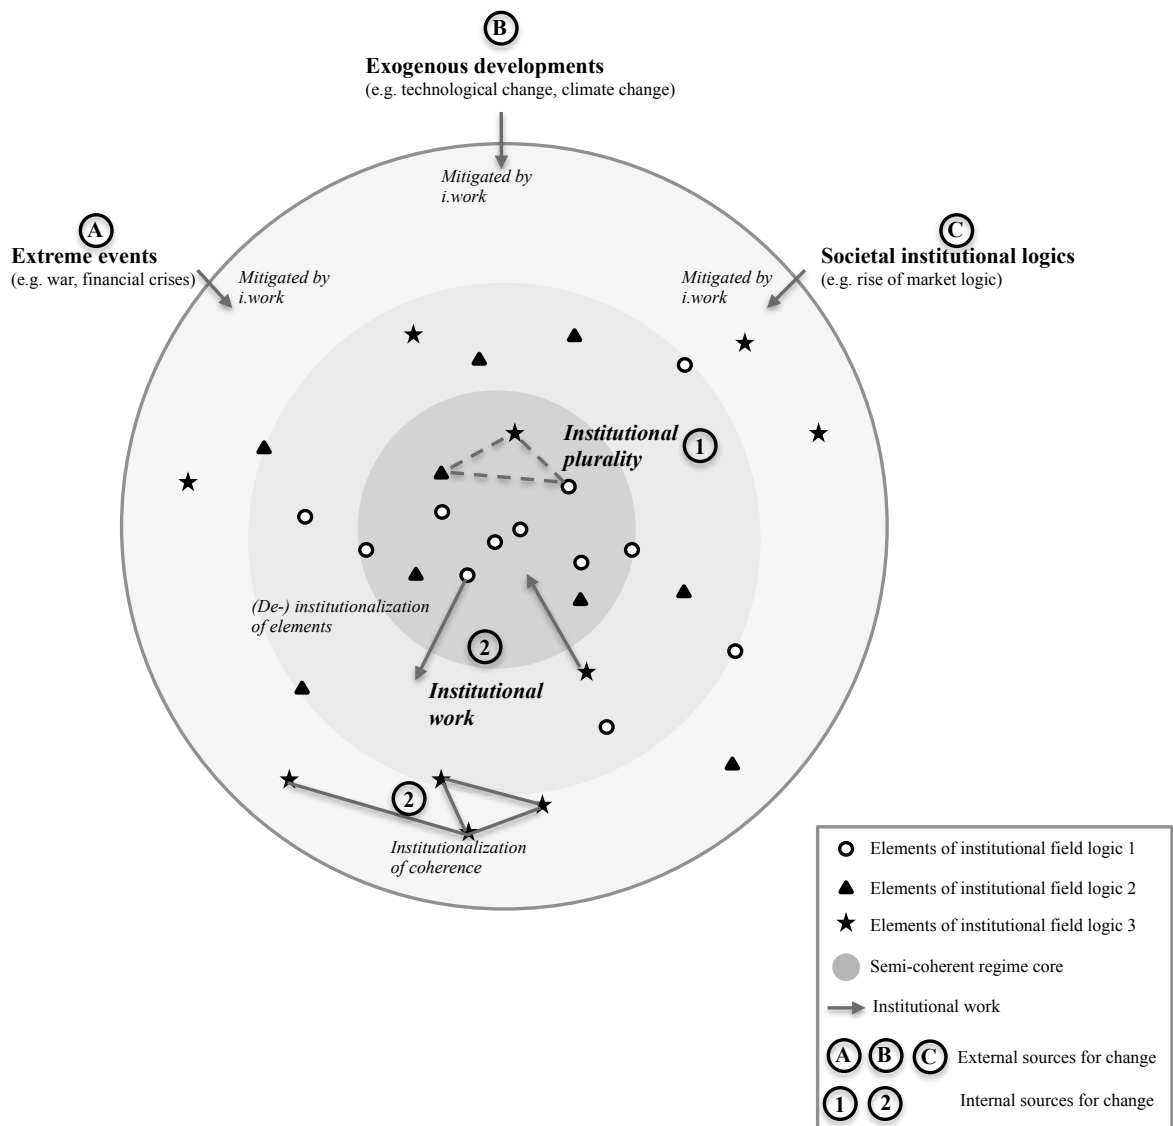 B
Exogenous developments
(e.g. technological change, climate change)
Mitigated by
i.work
A
Extreme events
(e.g. war, financial crises)
Mitigated by
i.work
C
Societal institutional logics
(e.g. rise of market logic)
Mitigated by
i.work
Institutional
plurality
1
(De-) institutionalization
of elements
2
Institutional
work
2
Institutionalization
of coherence
Elements of institutional field logic 1
Elements of institutional field logic 2
Elements of institutional field logic 3
Semi-coherent regime core
Institutional work
A B C External sources for change
1 2 Internal sources for change